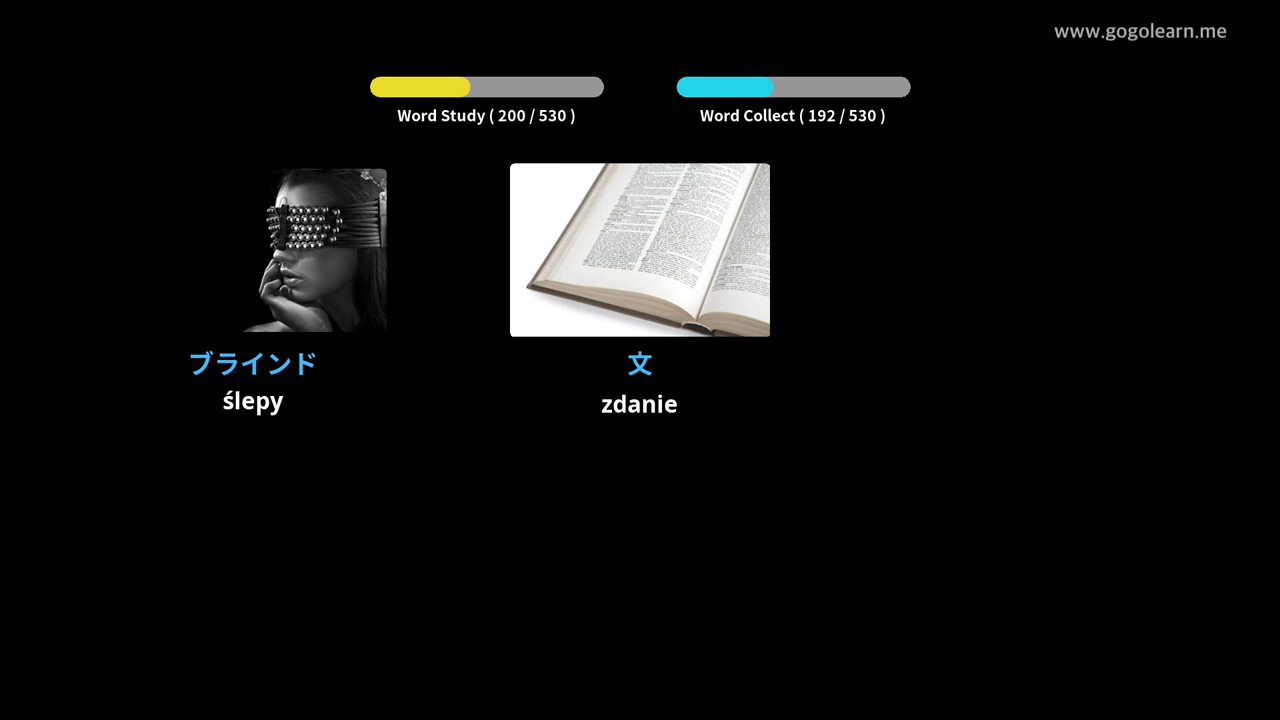 www.gogolearn.me
Word Study ( 200 / 530 )
Word Collect ( 192 / 530 )
ブラインド
文
ślepy
zdanie